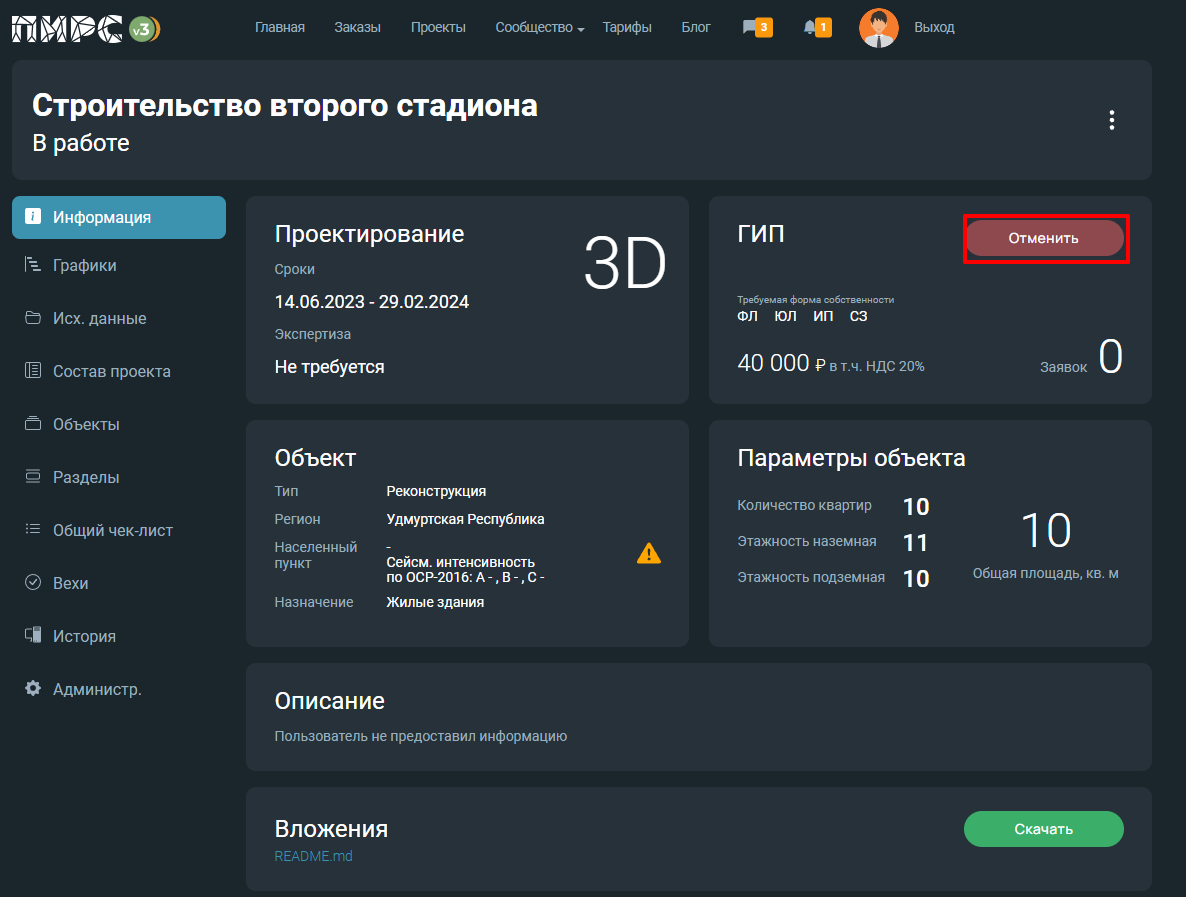 ПМРС v3
Главная Заказы Проекты Сообщество Тарифы Блог 3 1 Выход
Строительство второго стадиона
В работе
Информация
Графики
Исх. данные
Состав проекта
Объекты
Разделы
Общий чек-лист
Вехи
История
Администр.
Проектирование
3D
Сроки
14.06.2023 - 29.02.2024
Экспертиза
Не требуется
ГИП
Отменить
Требуемая форма собственности
ФЛ ЮЛ ИП СЗ
40 000 ₽ в т.ч. НДС 20%
Заявок 0
Объект
Тип Реконструкция
Регион Удмуртская Республика
Населенный пункт -
Сейсм. интенсивность
по ОСР-2016: A - , B - , C -
Назначение Жилые здания
Параметры объекта
Количество квартир 10
Этажность наземная 11
Этажность подземная 10
10
Общая площадь, кв. м
Описание
Пользователь не предоставил информацию
Вложения
README.md
Скачать